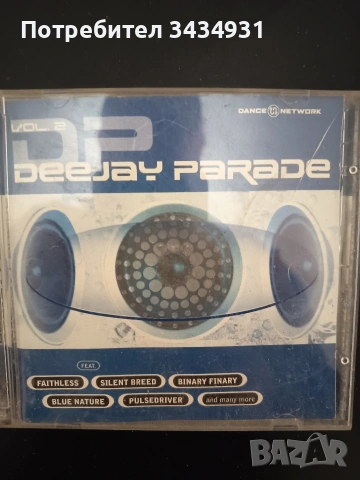 Потребител 3434931
VOL. 2
DP
DANCE NETWORK
DEEJAY PARADE
FEAT.
FAITHLESS SILENT BREED BINARY FINARY
BLUE NATURE PULSEDRIVER and many more
BAZAR